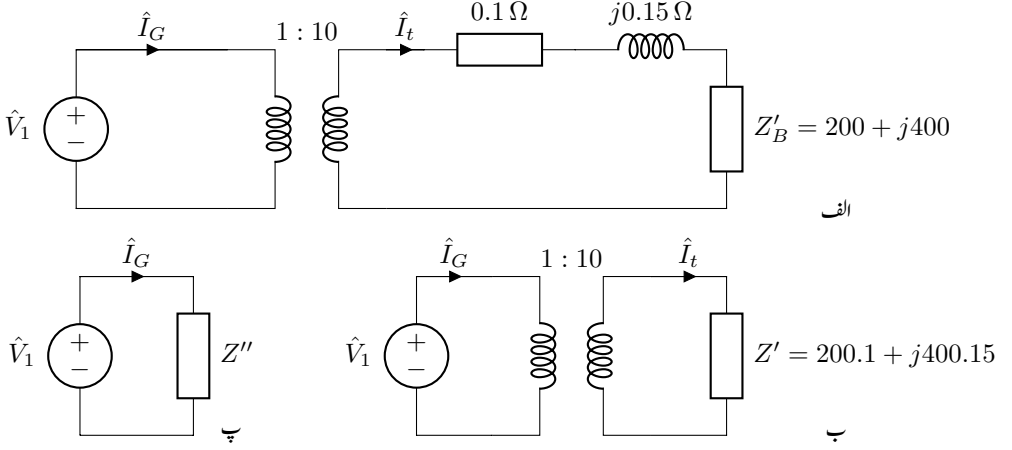 0.1 Ω
j0.15 Ω
Î_G
1 : 10
Î_t
V̂_1
+
−
Z′_B = 200 + j400
الف
Î_G
V̂_1
+
−
Z′′
پ
Î_G
1 : 10
Î_t
V̂_1
+
−
Z′ = 200.1 + j400.15
ب